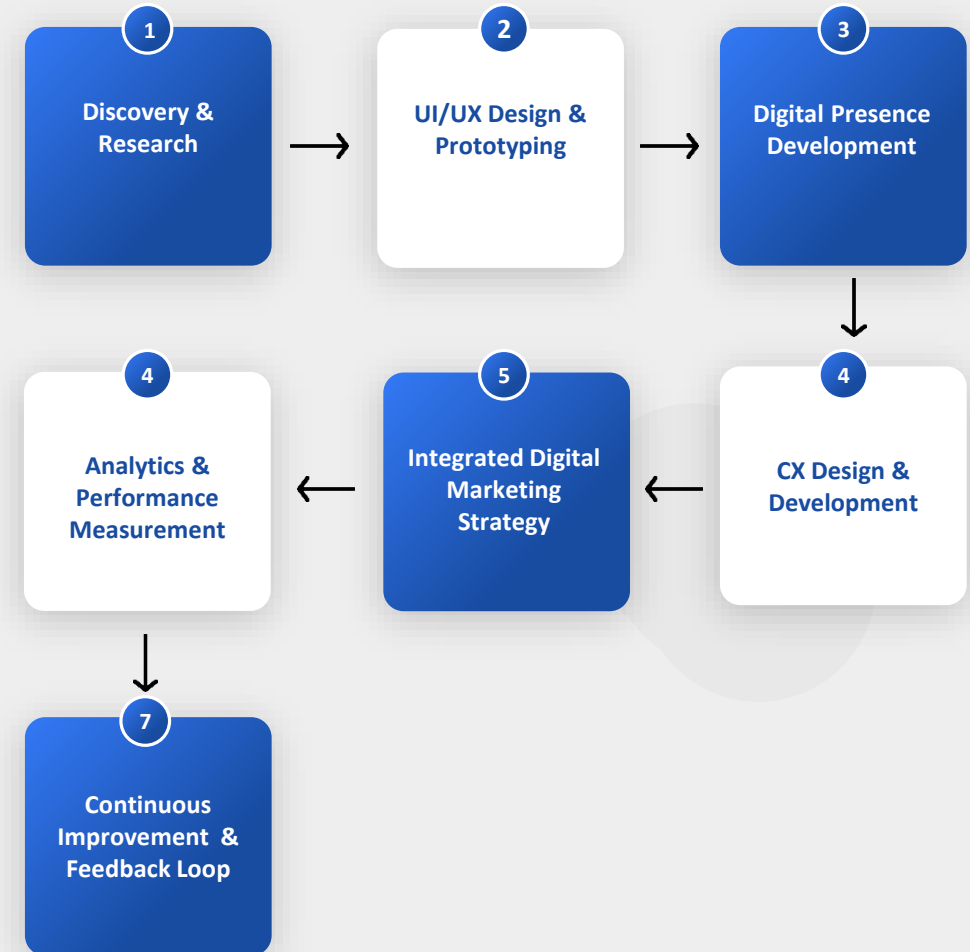 1
Discovery &
Research
2
UI/UX Design &
Prototyping
3
Digital Presence
Development
4
CX Design &
Development
5
Integrated Digital
Marketing
Strategy
4
Analytics &
Performance
Measurement
7
Continuous
Improvement  &
Feedback Loop